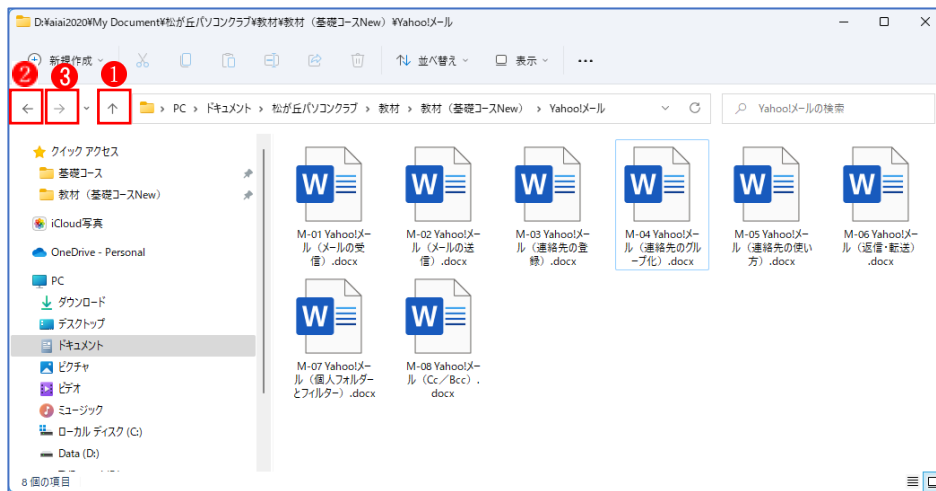 D:¥aiai2020¥My Document¥松が丘パソコンクラブ¥教材¥教材（基礎コースNew）¥Yahoo!メール
新規作成
並べ替え
表示
❷ ❸ ❶
PC > ドキュメント > 松が丘パソコンクラブ > 教材 > 教材（基礎コースNew） > Yahoo!メール
Yahoo!メールの検索
クイック アクセス
基礎コース
教材（基礎コースNew）
iCloud写真
OneDrive - Personal
PC
ダウンロード
デスクトップ
ドキュメント
ピクチャ
ビデオ
ミュージック
ローカル ディスク (C:)
Data (D:)
M-01 Yahoo!メー
ル（メールの受
信）.docx
M-02 Yahoo!メー
ル（メールの送
信）.docx
M-03 Yahoo!メー
ル（連絡先の登
録）.docx
M-04 Yahoo!メー
ル（連絡先のグル
ープ化）.docx
M-05 Yahoo!メー
ル（連絡先の使い
方）.docx
M-06 Yahoo!メー
ル（返信・転送）
.docx
M-07 Yahoo!メー
ル（個人フォルダー
とフィルター）.docx
M-08 Yahoo!メー
ル（Cc／Bcc）.
docx
8 個の項目